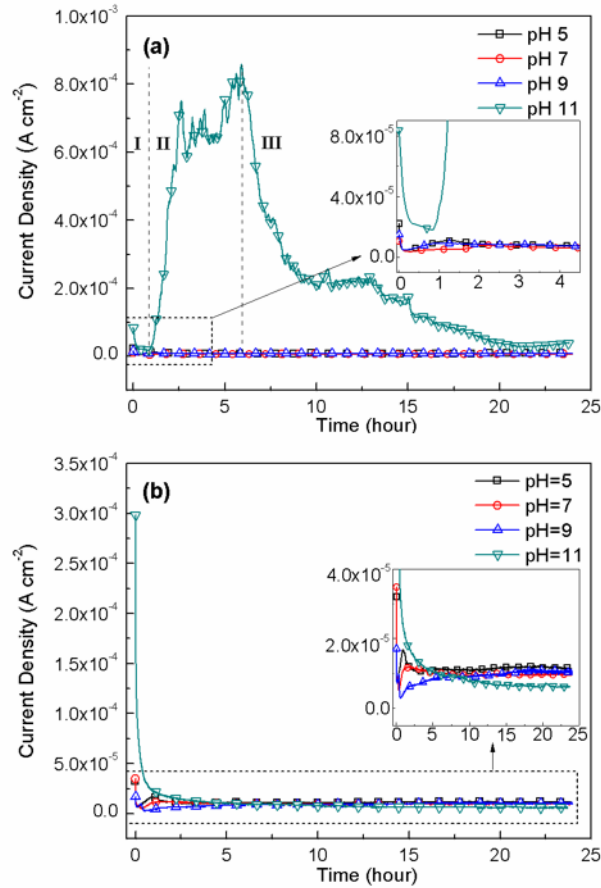 (a)
pH 5
pH 7
pH 9
pH 11
1.0x10⁻³
8.0x10⁻⁴
6.0x10⁻⁴
4.0x10⁻⁴
2.0x10⁻⁴
0.0
Current Density (A cm⁻²)
I
II
III
8.0x10⁻⁵
4.0x10⁻⁵
0.0
0 1 2 3 4
0 5 10 15 20 25
Time (hour)
(b)
pH=5
pH=7
pH=9
pH=11
3.5x10⁻⁴
3.0x10⁻⁴
2.5x10⁻⁴
2.0x10⁻⁴
1.5x10⁻⁴
1.0x10⁻⁴
5.0x10⁻⁵
0.0
Current Density (A cm⁻²)
4.0x10⁻⁵
2.0x10⁻⁵
0.0
0 5 10 15 20 25
0 5 10 15 20 25
Time (hour)